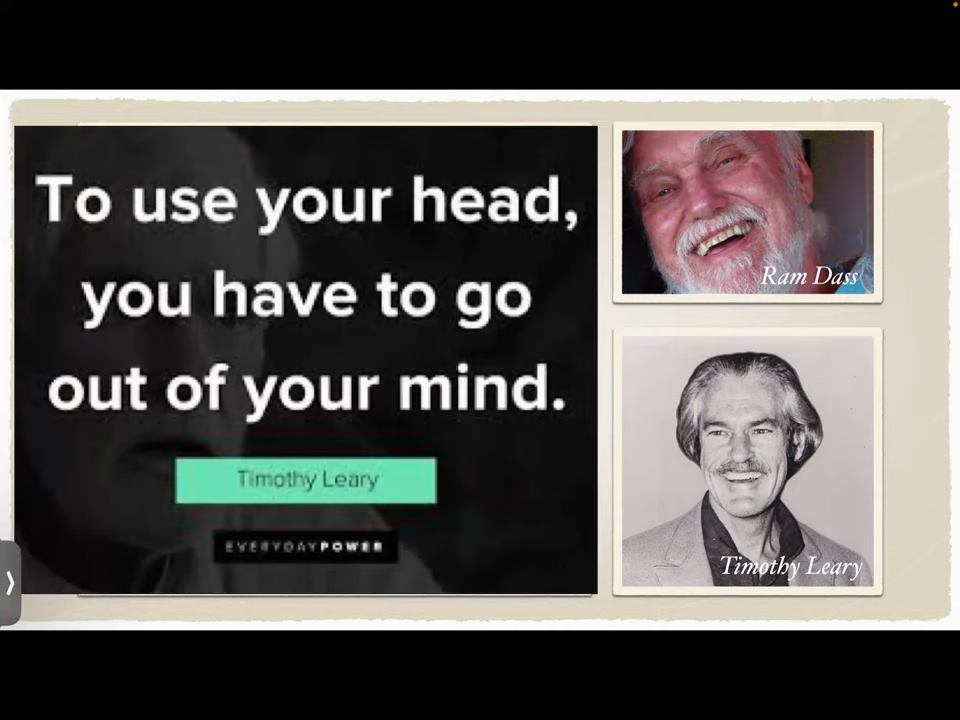 To use your head,
you have to go
out of your mind.
Timothy Leary
EVERYDAYPOWER
Ram Dass
Timothy Leary